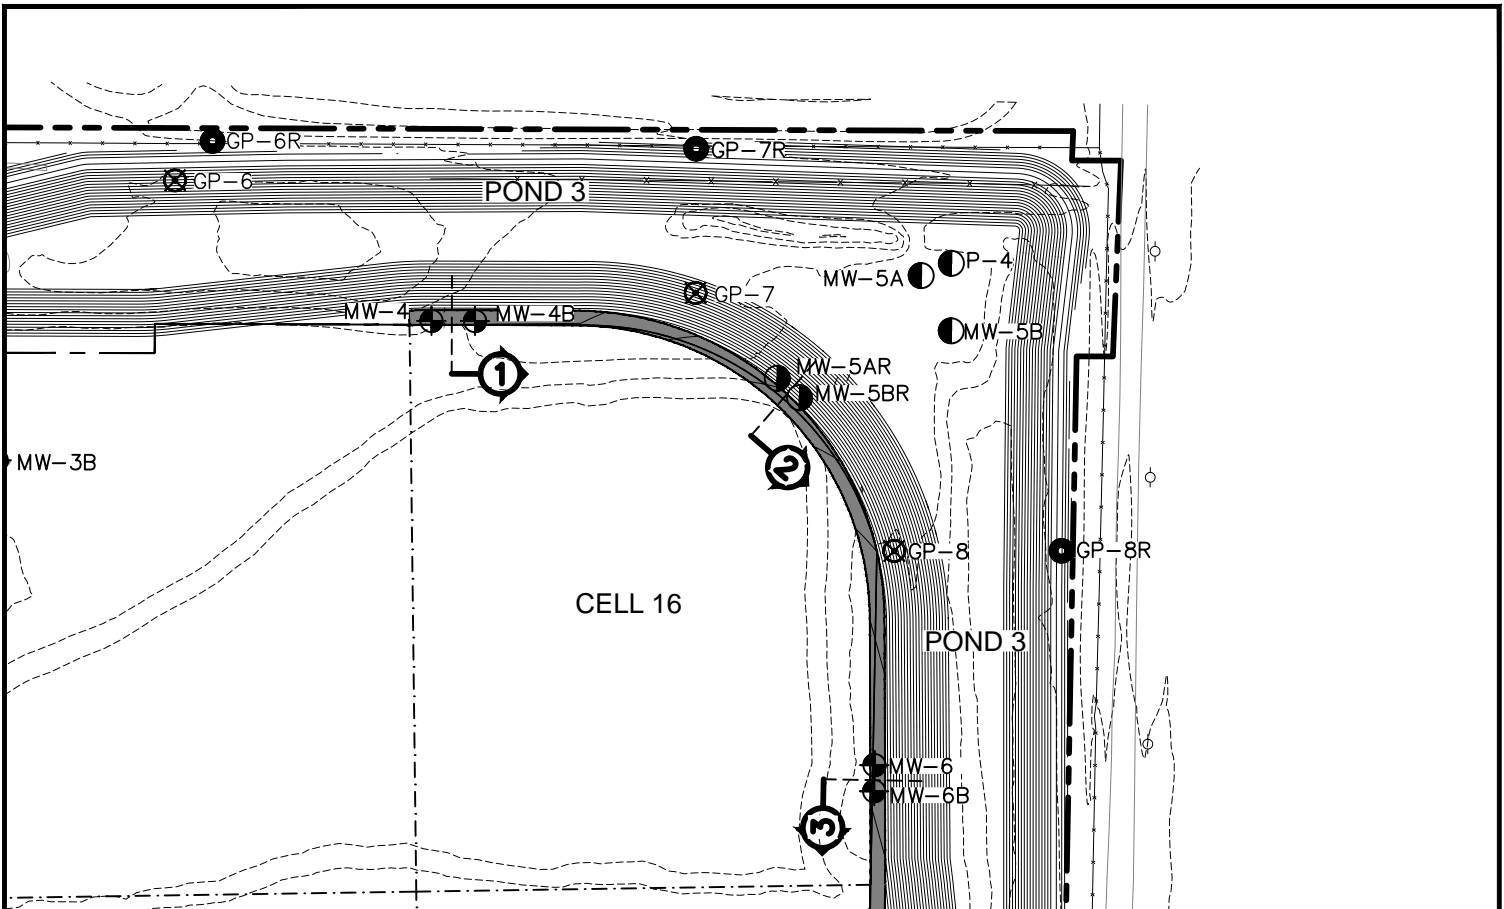 GP-6R
GP-7R
GP-6
POND 3
P-4
MW-5A
GP-7
MW-4
MW-4B
MW-5B
MW-5AR
1
MW-5BR
MW-3B
2
GP-8
GP-8R
CELL 16
POND 3
MW-6
MW-6B
3